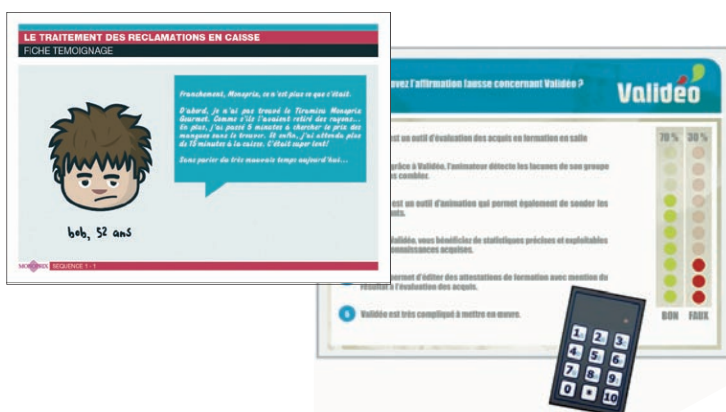 LE TRAITEMENT DES RECLAMATIONS EN CAISSE
FICHE TEMOIGNAGE
Franchement, Monoprix, ce n'est plus ce que c'était.
D'abord, je n'ai pas trouvé le Tiramisu Monoprix
Gourmet. Comme s'ils l'avaient retiré des rayons...
En plus, j'ai passé 5 minutes à chercher le prix des
mangues sans le trouver. Et enfin, j'ai attendu plus
de 15 minutes à la caisse. C'était super lent!
Sans parler du très mauvais temps aujourd'hui...
bob, 52 ans
MONOPRIX SEQUENCE 1 - 1
avez l'affirmation fausse concernant Validéo ?
Validéo
est un outil d'évaluation des acquis en formation en salle
grâce à Validéo, l'animateur détecte les lacunes de son groupe
s combler.
est un outil d'animation qui permet également de sonder les
nts.
Validéo, vous bénéficiez de statistiques précises et exploitables
connaissances acquises.
permet d'éditer des attestations de formation avec mention du
résultat à l'évaluation des acquis.
6 Validéo est très compliqué à mettre en œuvre.
70 % 30 %
BON FAUX
1 2 3
4 5 6
7 8 9
0 * 10